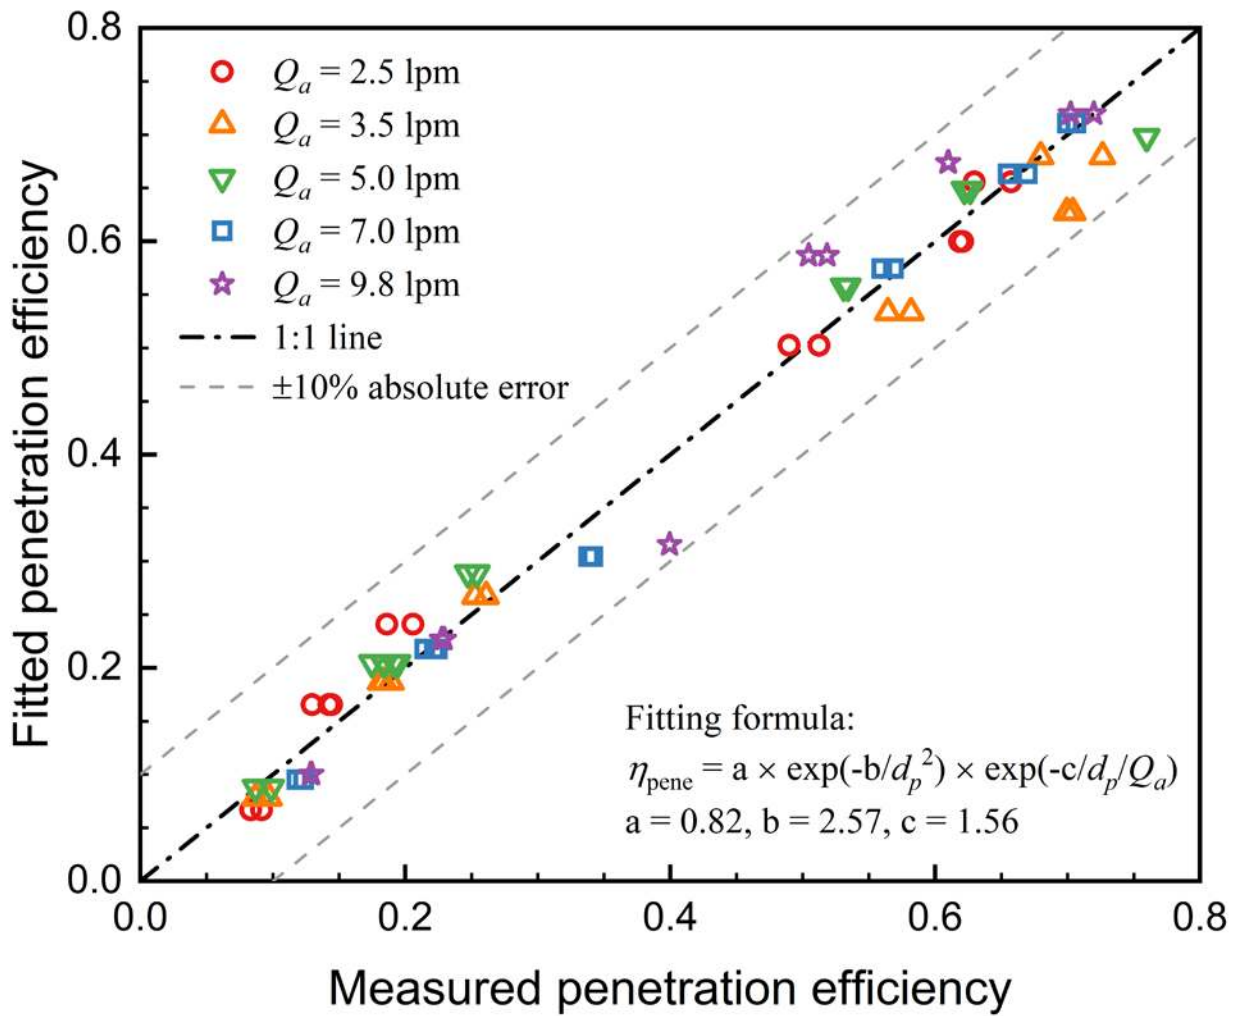 0.8
0.6
0.4
0.2
0.0
0.0
0.2
0.4
0.6
0.8
Fitted penetration efficiency
Measured penetration efficiency
Qₐ = 2.5 lpm
Qₐ = 3.5 lpm
Qₐ = 5.0 lpm
Qₐ = 7.0 lpm
Qₐ = 9.8 lpm
1:1 line
±10% absolute error
Fitting formula:
η_pene = a × exp(-b/d_p²) × exp(-c/d_p/Qₐ)
a = 0.82, b = 2.57, c = 1.56